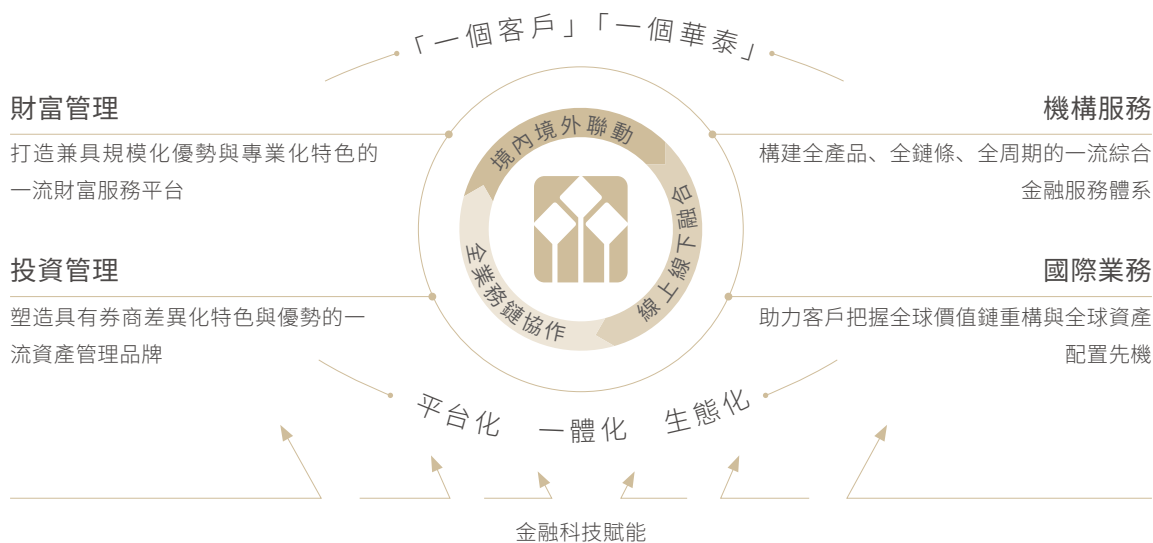 「一個客戶」「一個華泰」
財富管理
打造兼具規模化優勢與專業化特色的
一流財富服務平台
機構服務
構建全產品、全鏈條、全周期的一流綜合
金融服務體系
境內境外聯動
線上線下融合
全業務鏈協作
投資管理
塑造具有券商差異化特色與優勢的一
流資產管理品牌
國際業務
助力客戶把握全球價值鏈重構與全球資產
配置先機
平台化 一體化 生態化
金融科技賦能